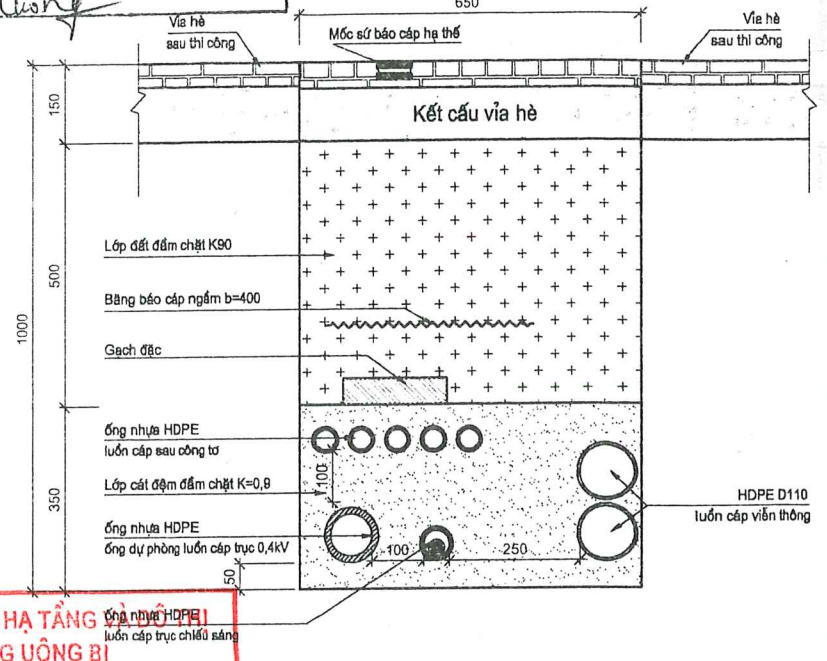 650
Vỉa hè
sau thi công
Mốc sứ báo cáp hạ thế
Vỉa hè
sau thi công
150
Kết cấu vỉa hè
Lớp đất đầm chặt K90
500
Băng báo cáp ngầm b=400
1000
Gạch đặc
ống nhựa HDPE
luồn cáp sau công tơ
100
Lớp cát đệm đầm chặt K=0,9
350
HDPE D110
luồn cáp viễn thông
ống nhựa HDPE
ống dự phòng luồn cáp trục 0,4kV
100
250
50
HẠ TẦNG VÀ ĐÔ THỊ
ống nhựa HDPE
luồn cáp trục chiếu sáng
UÔNG BÍ